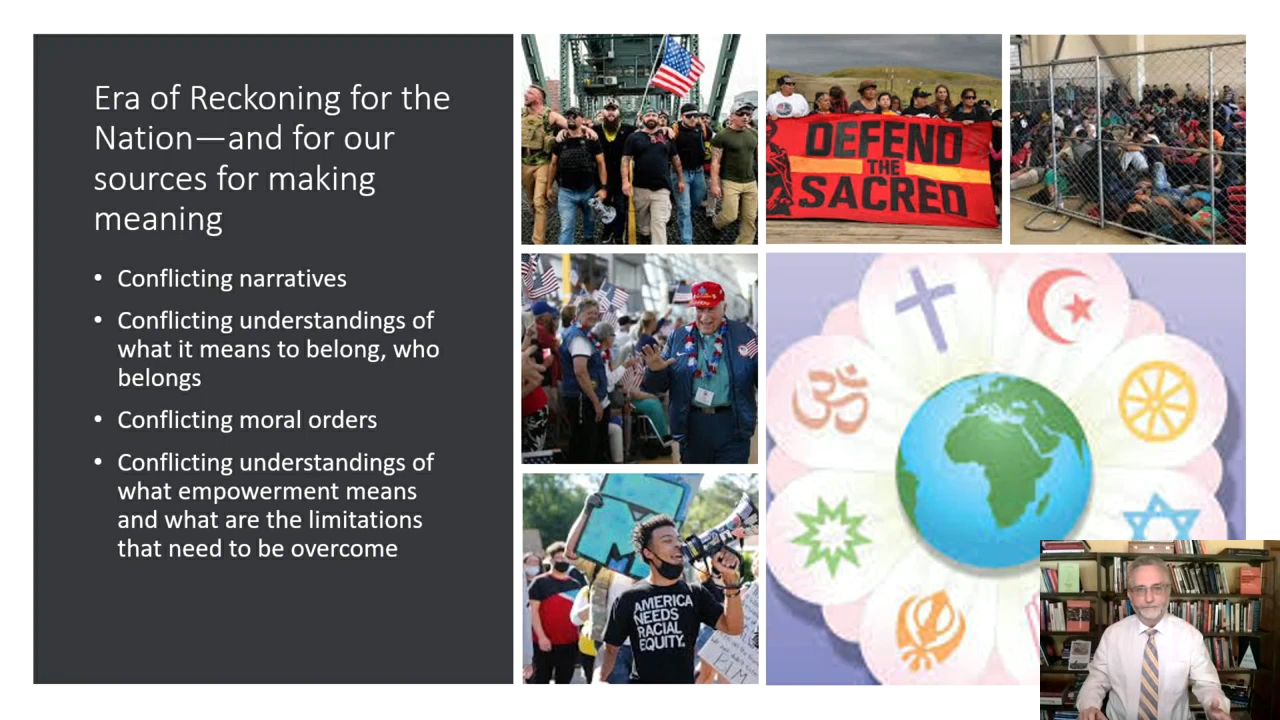 Era of Reckoning for the
Nation—and for our
sources for making
meaning
• Conflicting narratives
• Conflicting understandings of
what it means to belong, who
belongs
• Conflicting moral orders
• Conflicting understandings of
what empowerment means
and what are the limitations
that need to be overcome
DEFEND
THE
SACRED
AMERICA
NEEDS
RACIAL
EQUITY.